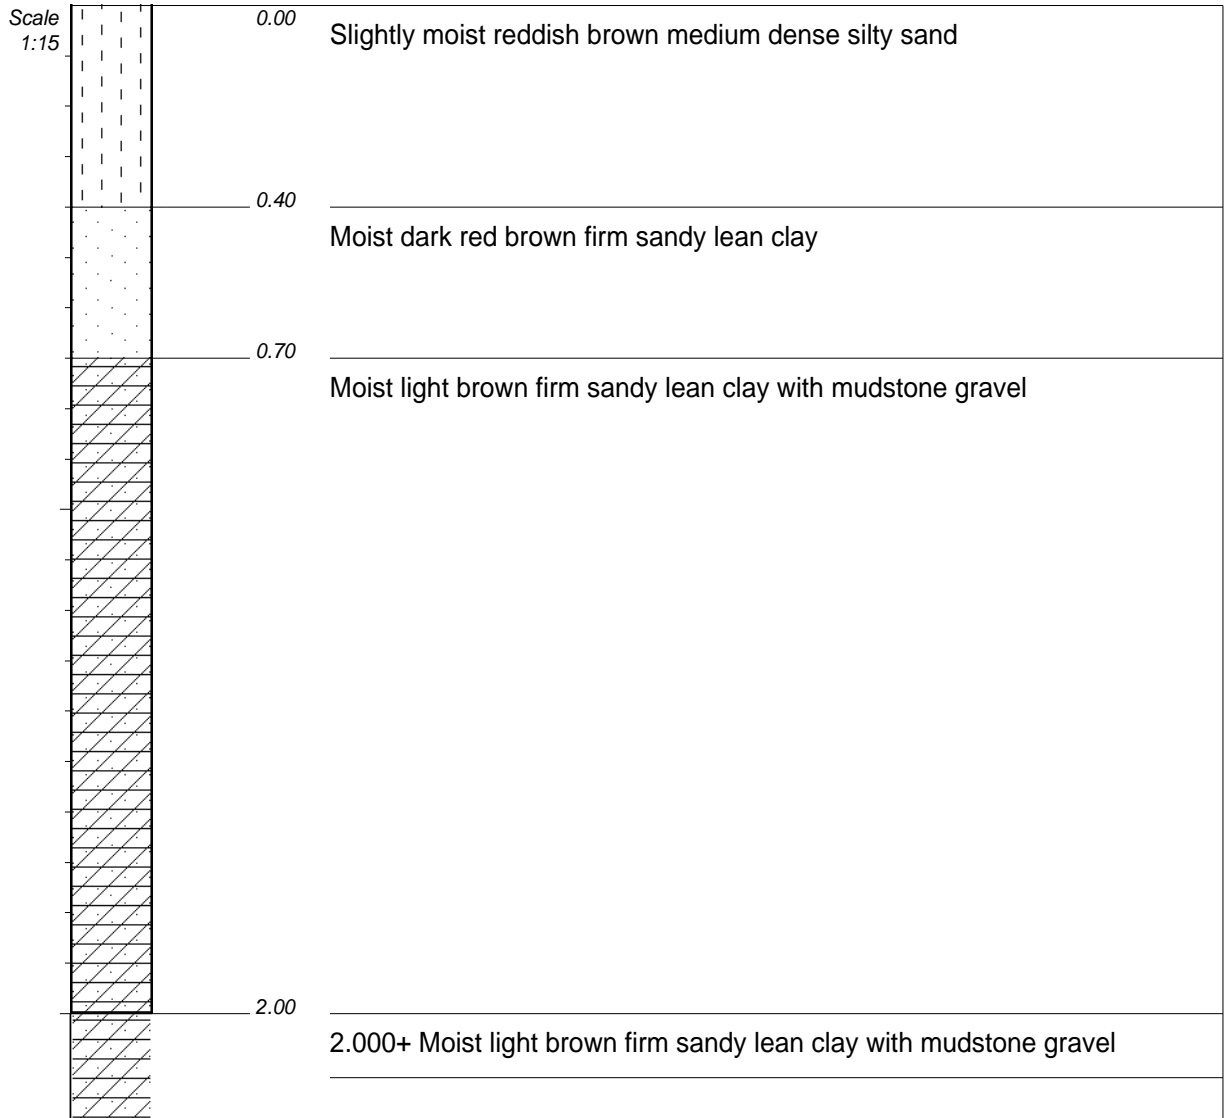 Scale
1:15
0.00
Slightly moist reddish brown medium dense silty sand
0.40
Moist dark red brown firm sandy lean clay
0.70
Moist light brown firm sandy lean clay with mudstone gravel
2.00
2.000+ Moist light brown firm sandy lean clay with mudstone gravel